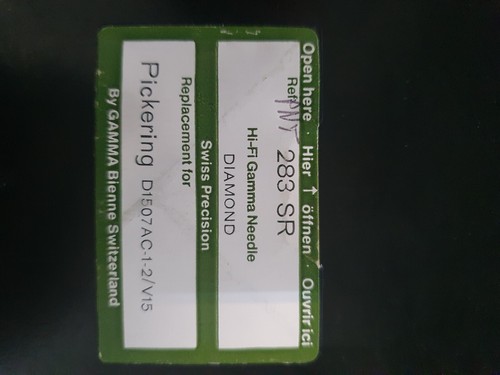 Open here · Hier ↑ öffnen · Ouvrir ici
Ref. 283 SR
Hi-Fi Gamma Needle
DIAMOND
Swiss Precision
Replacement for
Pickering D1507AC-1-2/V15
By GAMMA Bienne Switzerland